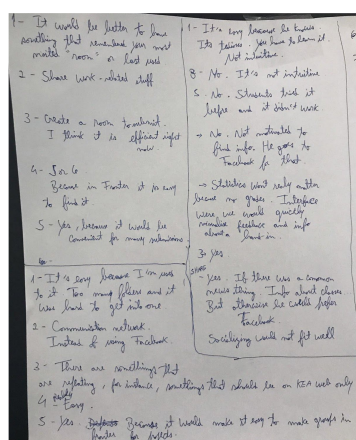 1 - It would be better to have
something that remembered your most
visited "room" or last used
2 - Share work-related stuff
3 - Create a room to
I think it is efficient right
now
4 - 5 or 6
Because in Fronter it is easy
to find it
5 - Yes, because it would be
convenient for many submissions.
6 -
1 - It's easy because I'm used
to it. Too many folders and it
was hard to get into one
2 - Communication network.
Instead of using Facebook.
3 - There are somethings that
are repeating, for instance, somethings that should be on KEA web only
4 - Easy.
5 - Yes. Because it would make it easy to make groups in
Fronter for projects.
1 - It's easy because he knows
Its You have to learn it.
Not intuitive.
8 - No. It's not intuitive
5 - No. Students tried it
before and it didn't work
→ No. Not motivated to
find info. He goes to
Facebook for that.
→ Statistics won't really matter
because no grades. Interface
were we would quickly
visualize feedback and info
about a hand in.
3 - Yes
SHARE
- Yes. If there was a common
news thing. Info about classes
But otherwise he would prefer
Facebook.
Socializing would not fit well